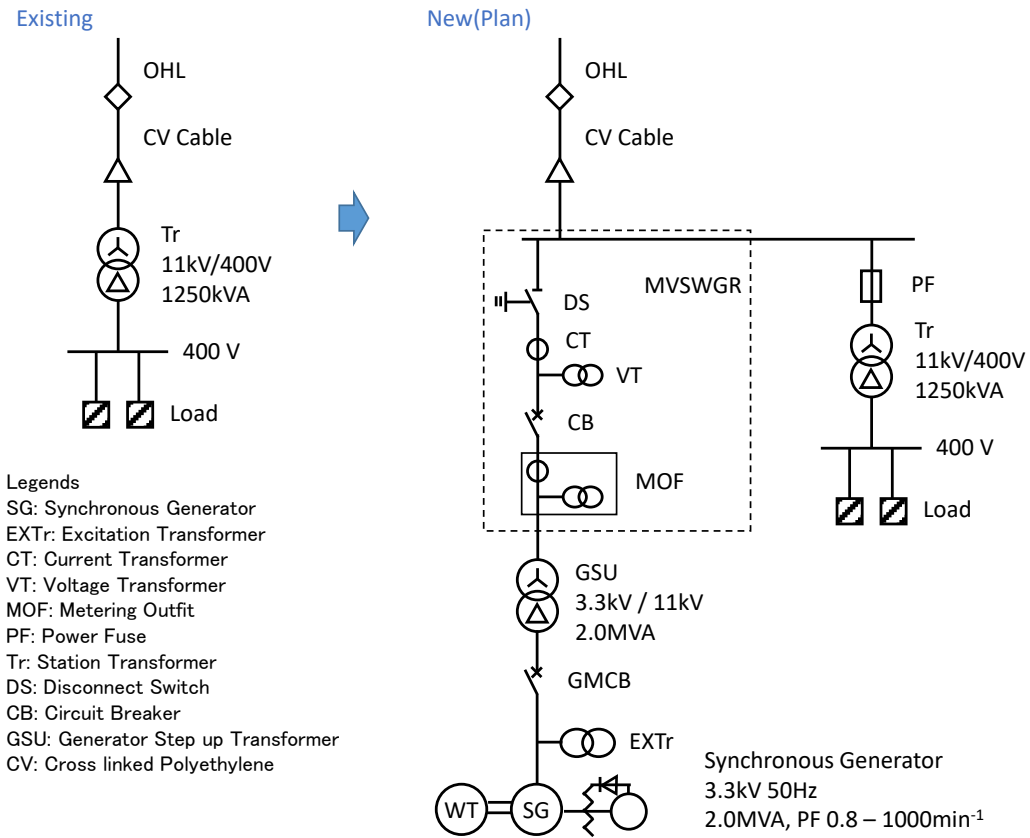 Existing
OHL
CV Cable
Tr
11kV/400V
1250kVA
400 V
Load
Legends
SG: Synchronous Generator
EXTr: Excitation Transformer
CT: Current Transformer
VT: Voltage Transformer
MOF: Metering Outfit
PF: Power Fuse
Tr: Station Transformer
DS: Disconnect Switch
CB: Circuit Breaker
GSU: Generator Step up Transformer
CV: Cross linked Polyethylene
New(Plan)
OHL
CV Cable
MVSWGR
DS
CT
VT
CB
MOF
PF
Tr
11kV/400V
1250kVA
400 V
Load
GSU
3.3kV / 11kV
2.0MVA
GMCB
EXTr
WT
SG
Synchronous Generator
3.3kV 50Hz
2.0MVA, PF 0.8 – 1000min-1